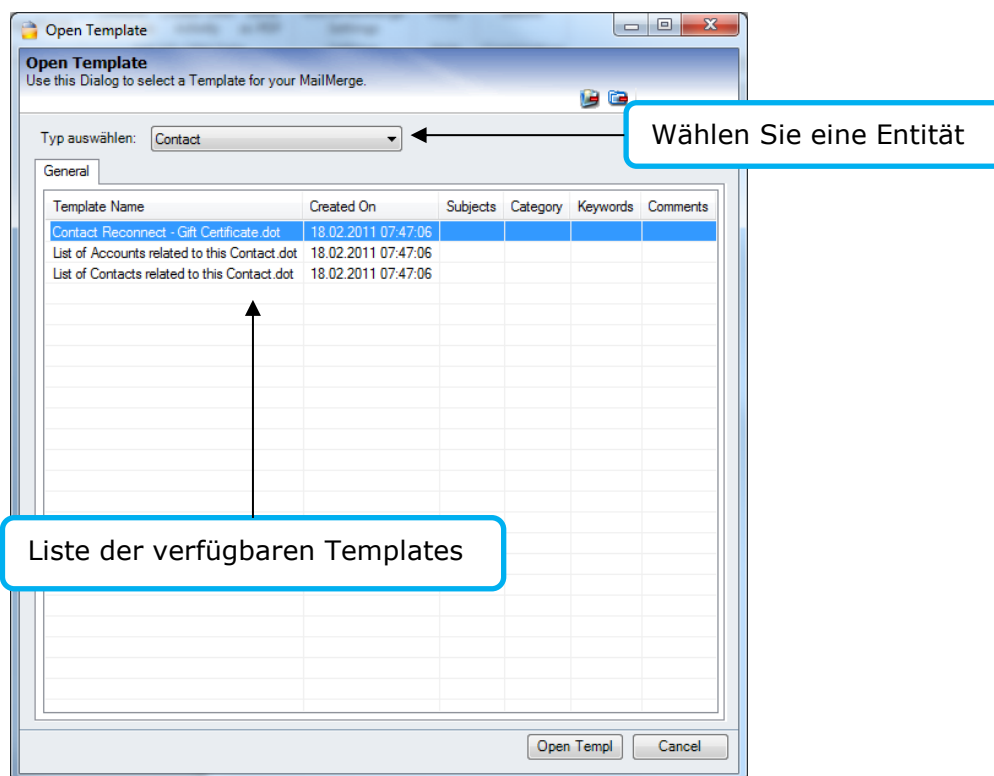 Open Template
Open Template
Use this Dialog to select a Template for your MailMerge.
Typ auswählen: Contact
Wählen Sie eine Entität
General
Template Name Created On Subjects Category Keywords Comments
Contact Reconnect - Gift Certificate.dot 18.02.2011 07:47:06
List of Accounts related to this Contact.dot 18.02.2011 07:47:06
List of Contacts related to this Contact.dot 18.02.2011 07:47:06
Liste der verfügbaren Templates
Open Templ Cancel